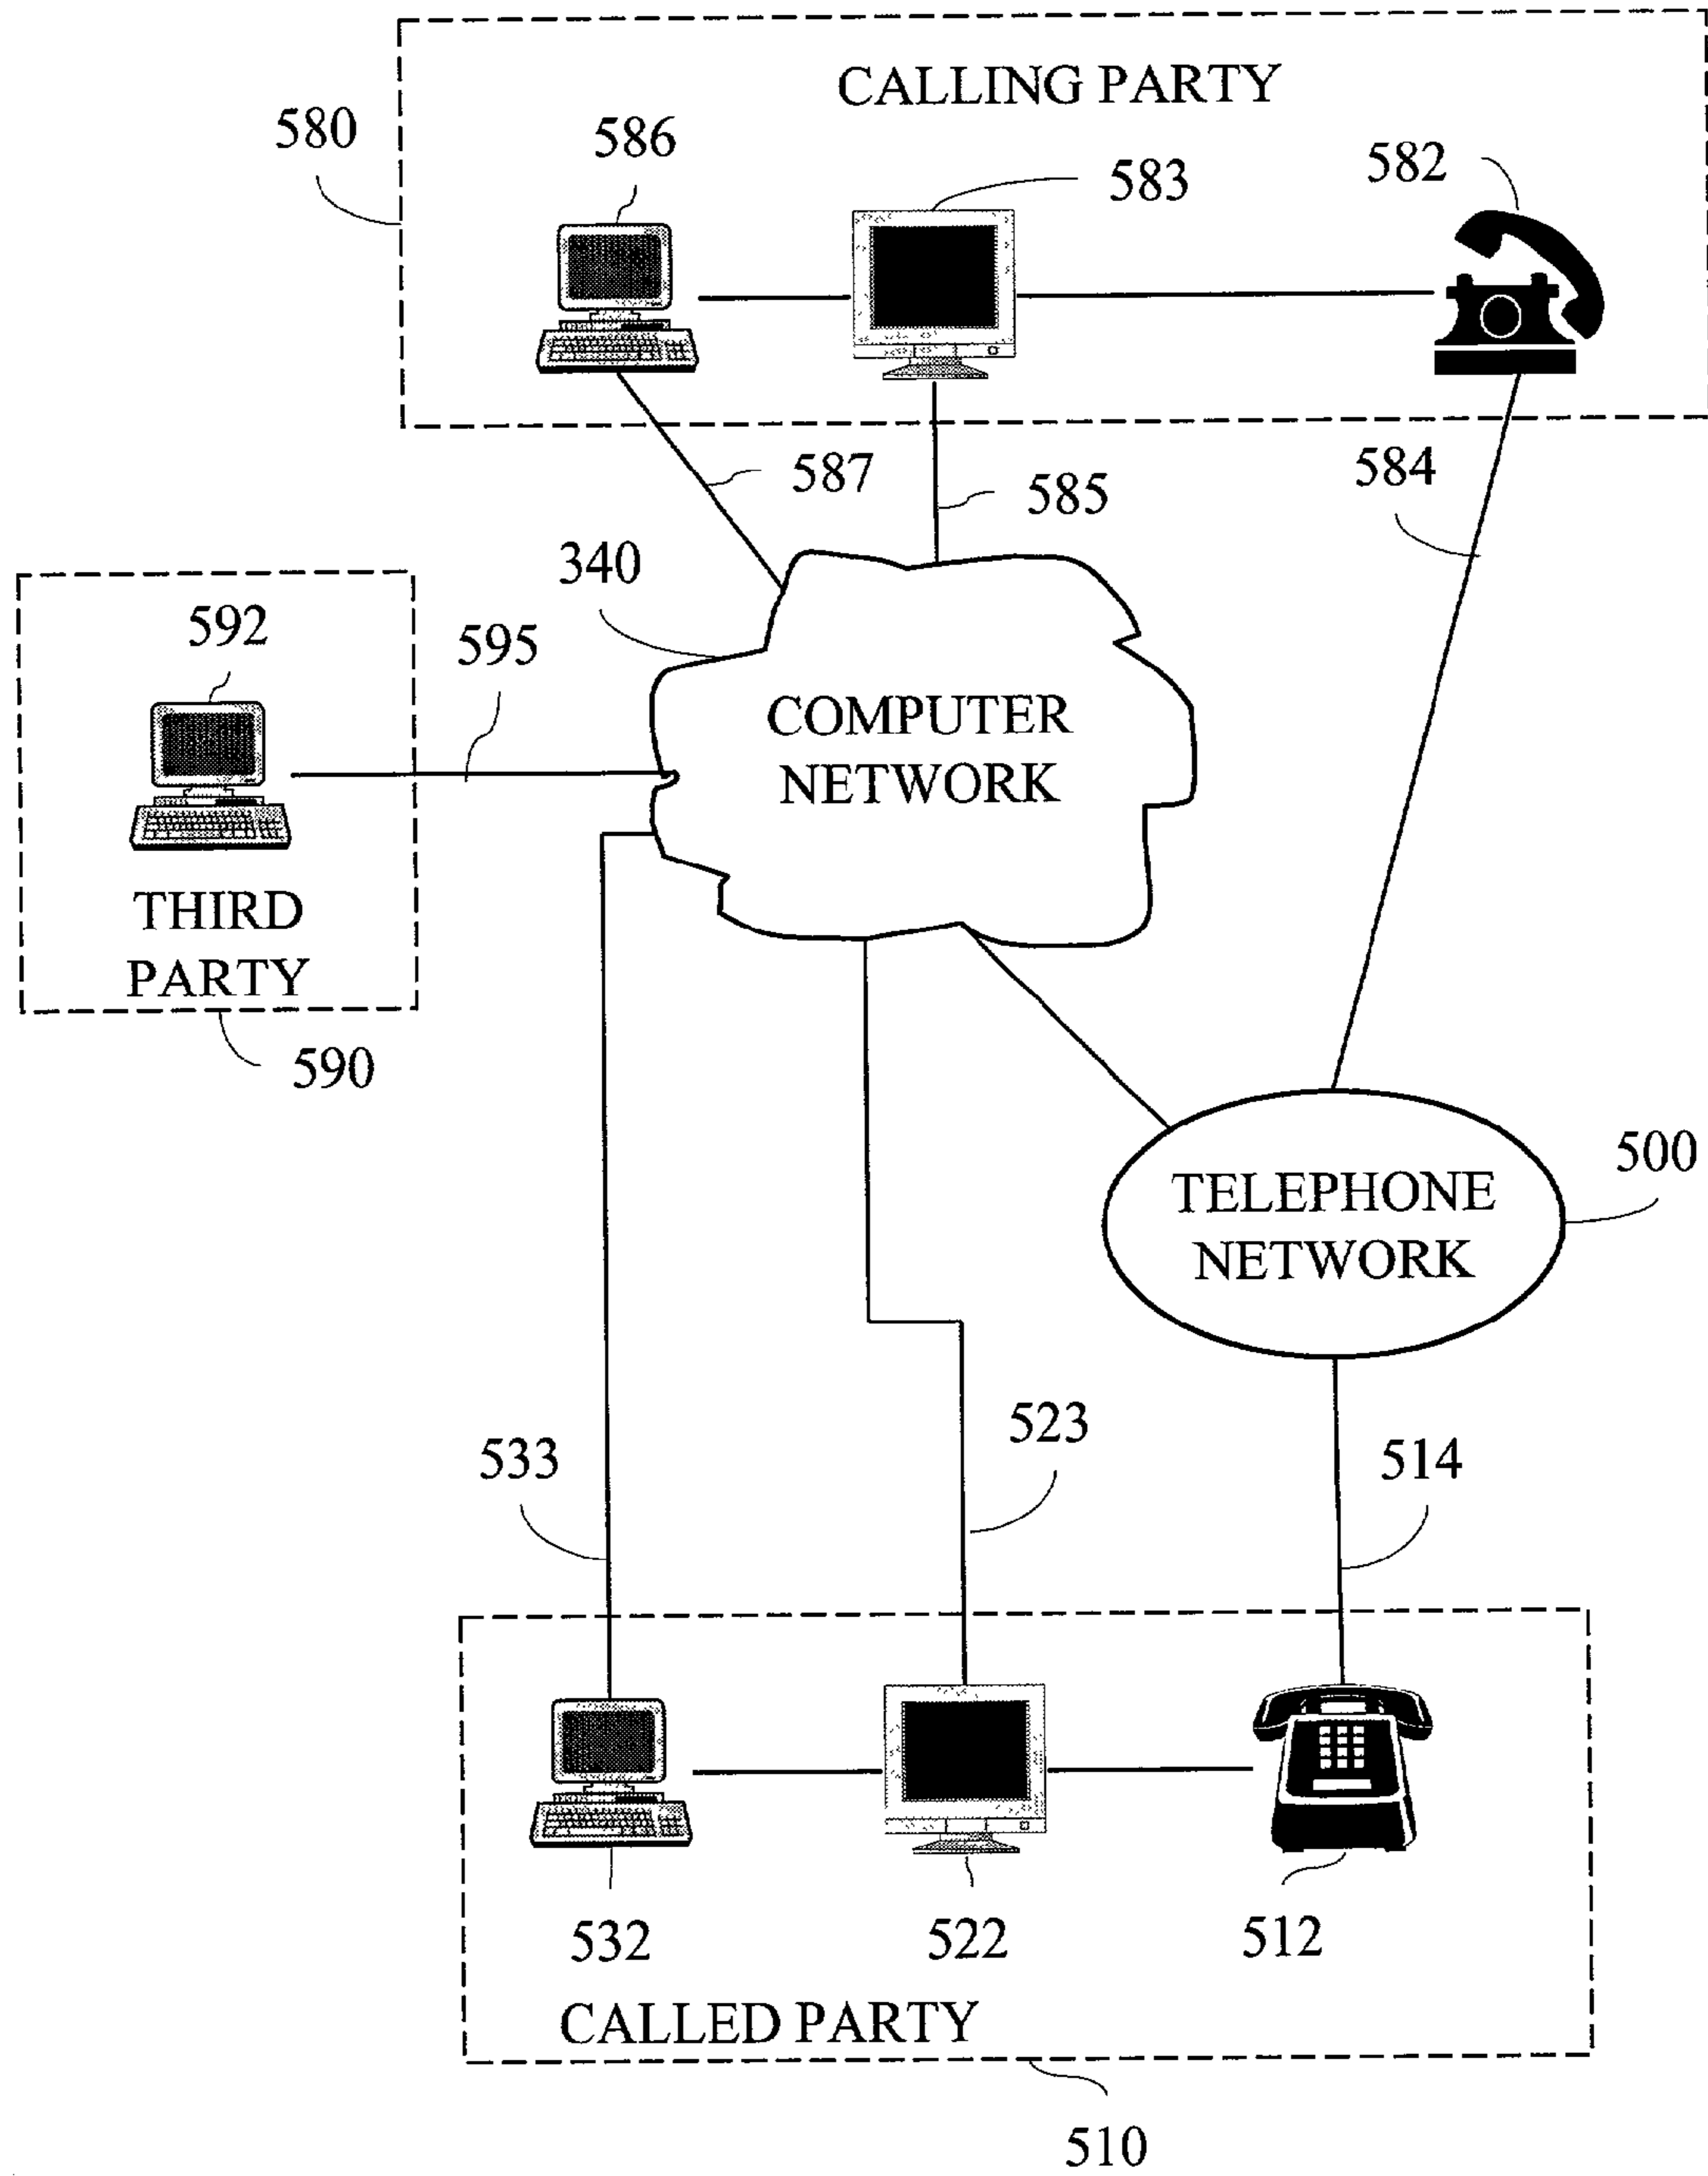 CALLING PARTY
580
586
583
582
587
585
584
340
592
595
COMPUTER
NETWORK
THIRD
PARTY
590
500
TELEPHONE
NETWORK
523
533
514
532
522
512
CALLED PARTY
510